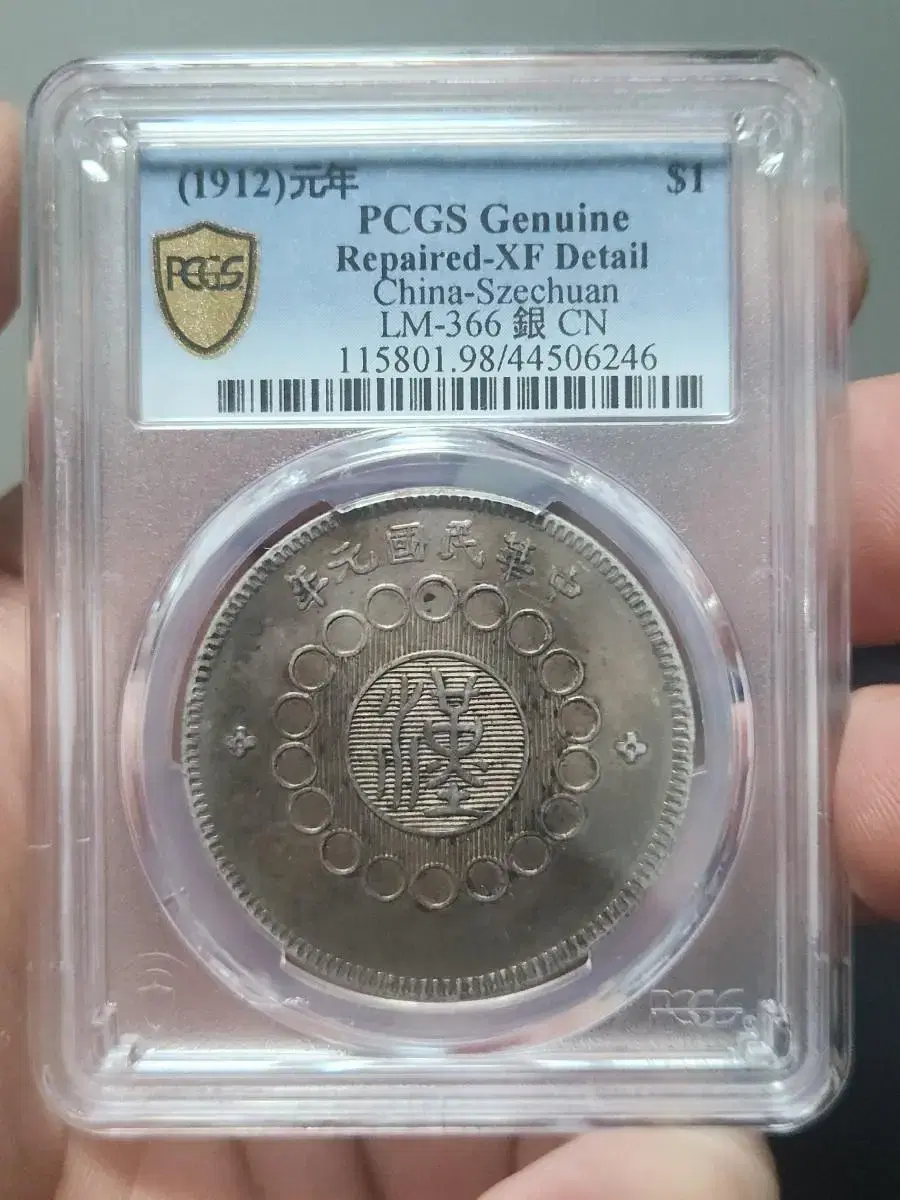 (1912)元年 $1
PCGS Genuine
PCGS
Repaired-XF Detail
China-Szechuan
LM-366 銀 CN
115801.98/44506246
中華民國元年
漢
PCGS